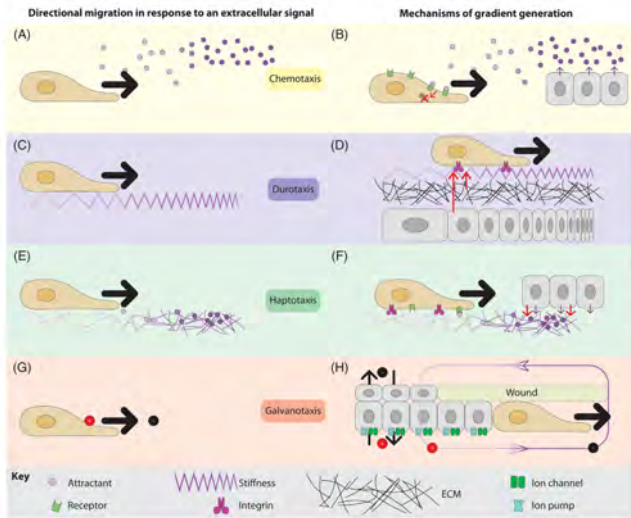 Directional migration in response to an extracellular signal
Mechanisms of gradient generation
(A)
(B)
Chemotaxis
(C)
(D)
Durotaxis
(E)
(F)
Haptotaxis
(G)
(H)
Wound
Galvanotaxis
Key
Attractant
Stiffness
ECM
Ion channel
Receptor
Integrin
Ion pump